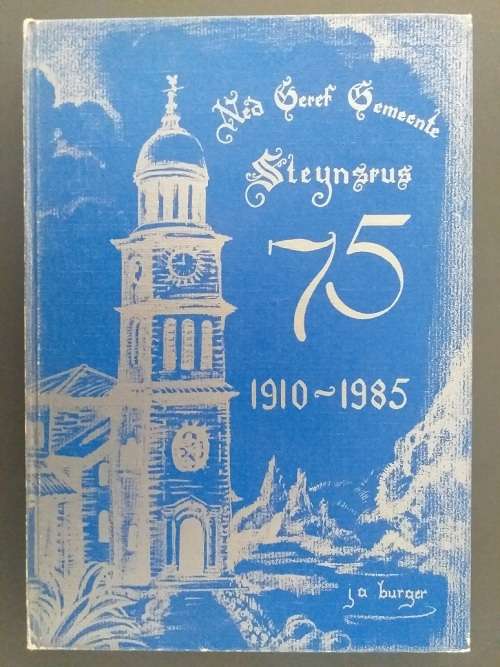 Ned Geref Gemeente
Steynsrus
75
1910~1985
j a burger